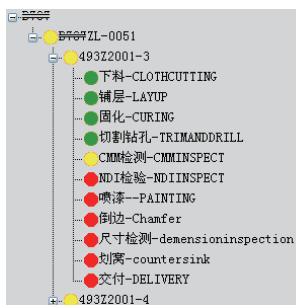 ZL-0051
493Z2001-3
下料-CLOTHCUTTING
铺层-LAYUP
固化-CURING
切割钻孔-TRIMANDDRILL
CMM检测-CMMINSPECT
NDI检验-NDIINSPECT
喷漆--PAINTING
倒边-Chamfer
尺寸检测-demensioninspection
划窝-countersink
交付-DELIVERY
493Z2001-4